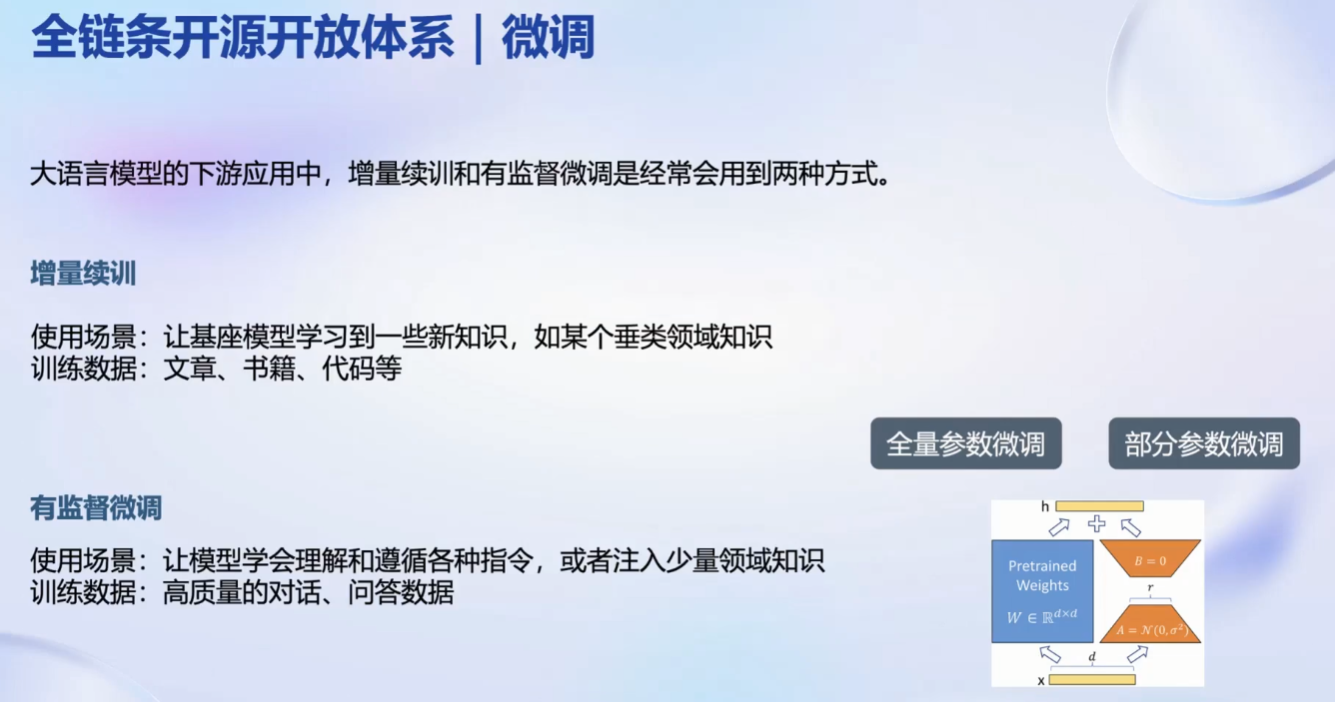 全链条开源开放体系 | 微调
大语言模型的下游应用中，增量续训和有监督微调是经常会用到两种方式。
增量续训
使用场景：让基座模型学习到一些新知识，如某个垂类领域知识
训练数据：文章、书籍、代码等
全量参数微调
部分参数微调
有监督微调
使用场景：让模型学会理解和遵循各种指令，或者注入少量领域知识
训练数据：高质量的对话、问答数据
h
Pretrained
Weights
W ∈ ℝ^{d×d}
B = 0
r
A = 𝒩(0, σ²)
d
x